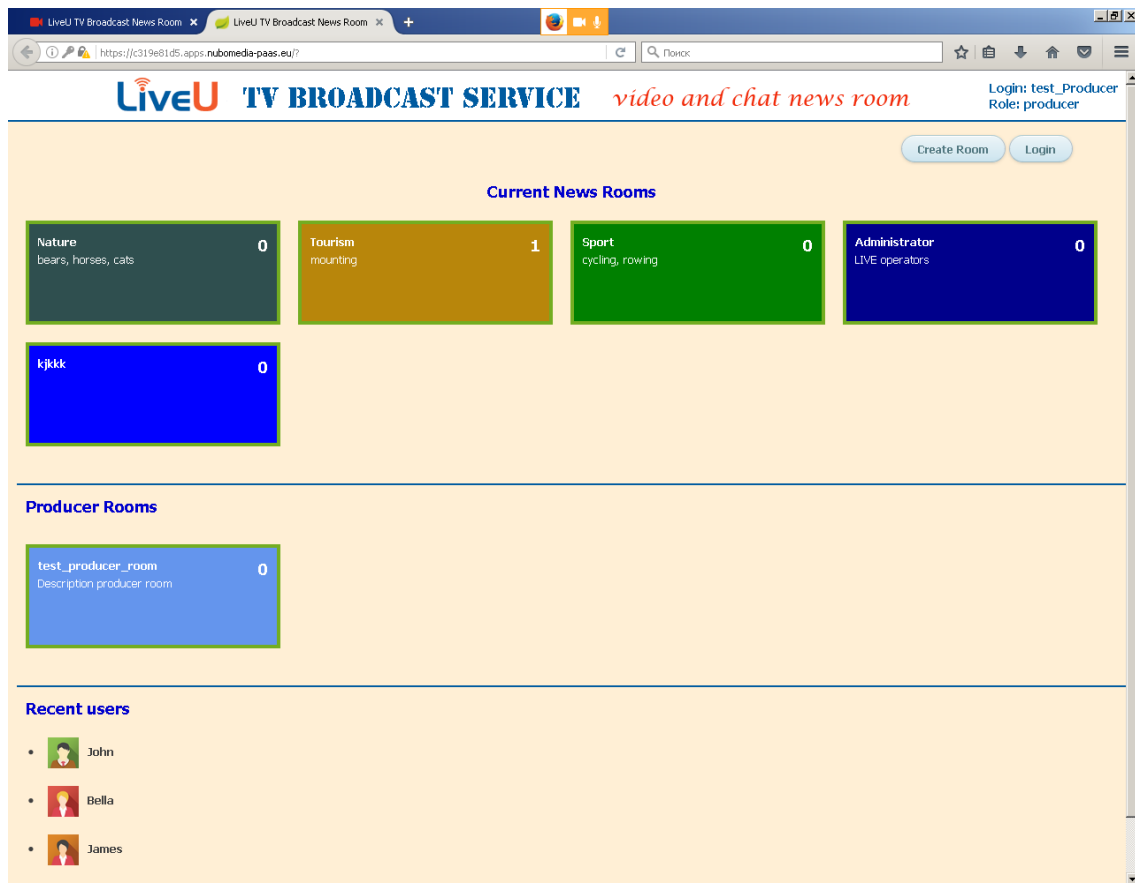 LiveU TV Broadcast News Room
LiveU TV Broadcast News Room
https://c319e81d5.apps.nubomedia-paas.eu/?
Поиск
LiveU TV BROADCAST SERVICE video and chat news room
Login: test_Producer
Role: producer
Create Room Login
Current News Rooms
Nature 0
bears, horses, cats
Tourism 1
mounting
Sport 0
cycling, rowing
Administrator 0
LIVE operators
kjkkk 0
Producer Rooms
test_producer_room 0
Description producer room
Recent users
John
Bella
James